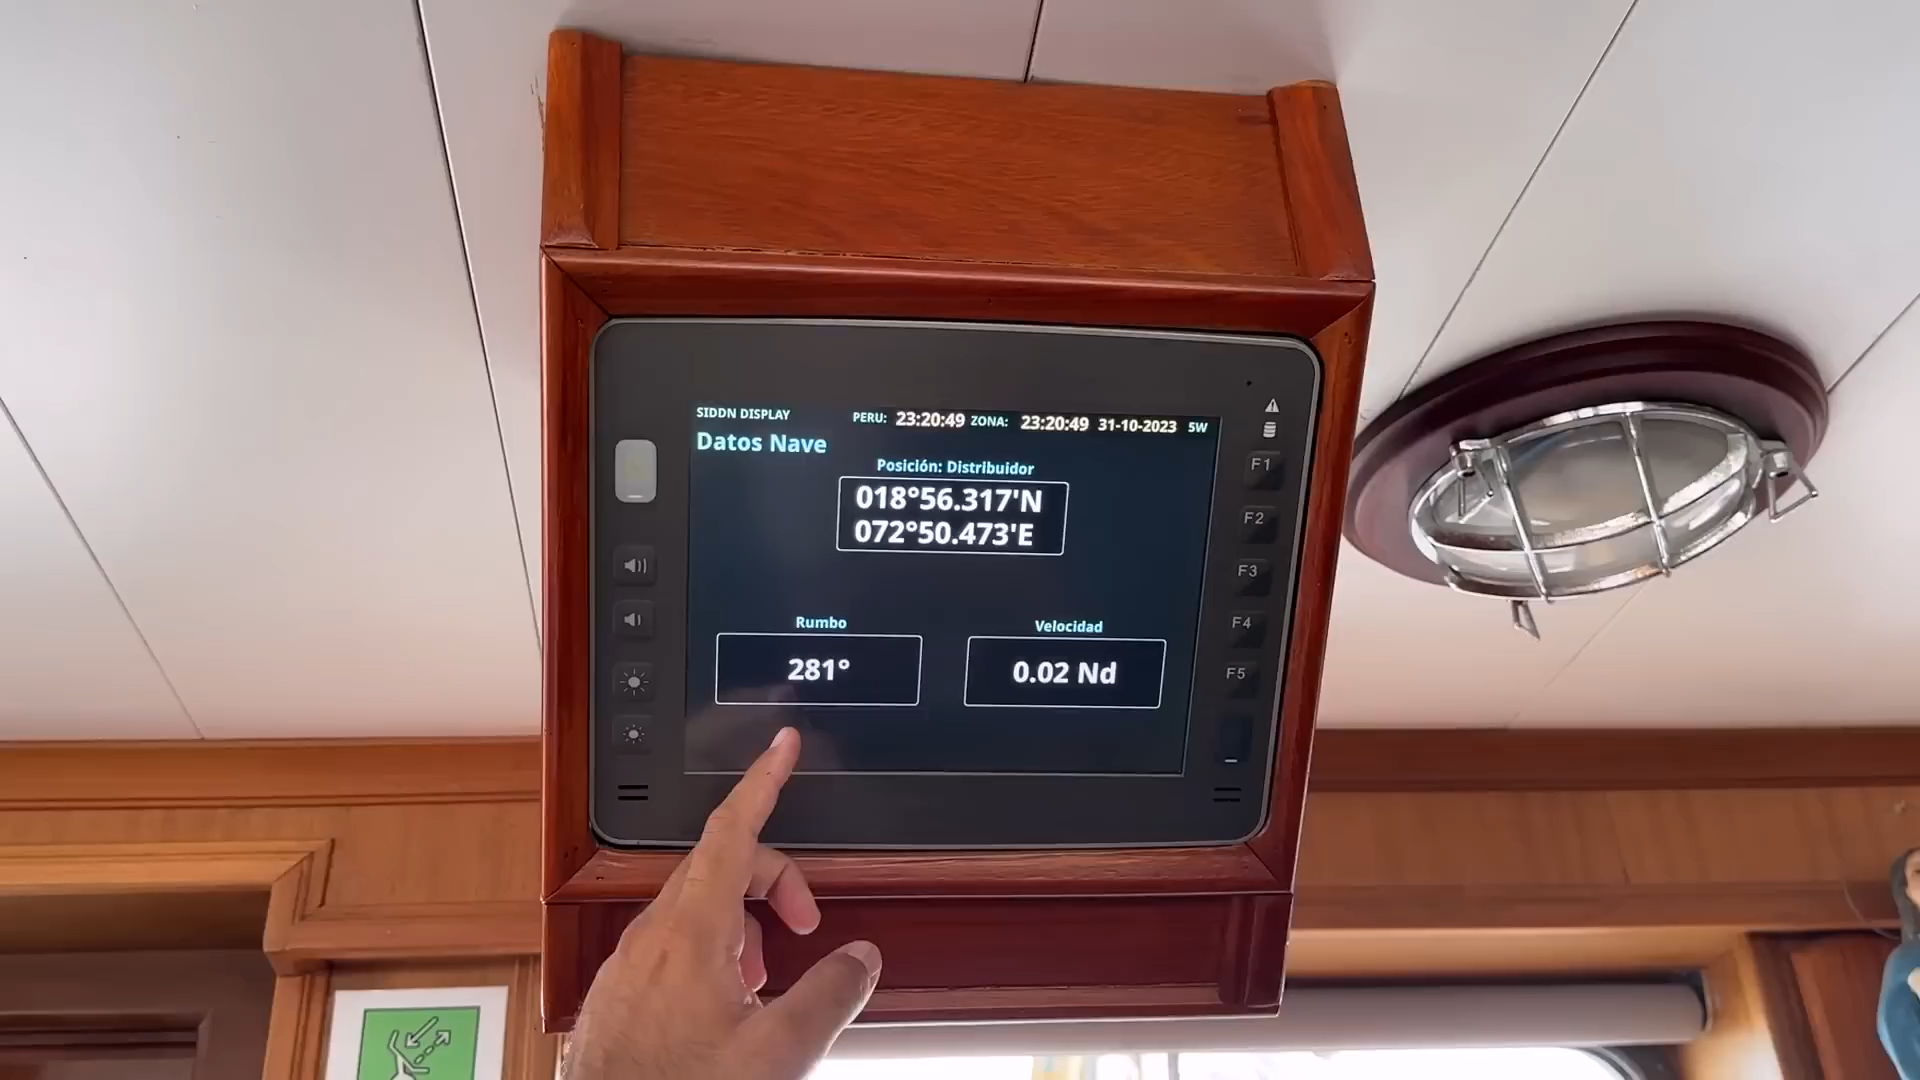 SIDDN DISPLAY PERU: 23:20:49 ZONA: 23:20:49 31-10-2023 5W
Datos Nave
Posición: Distribuidor
018°56.317'N
072°50.473'E
Rumbo
281°
Velocidad
0.02 Nd
F1
F2
F3
F4
F5